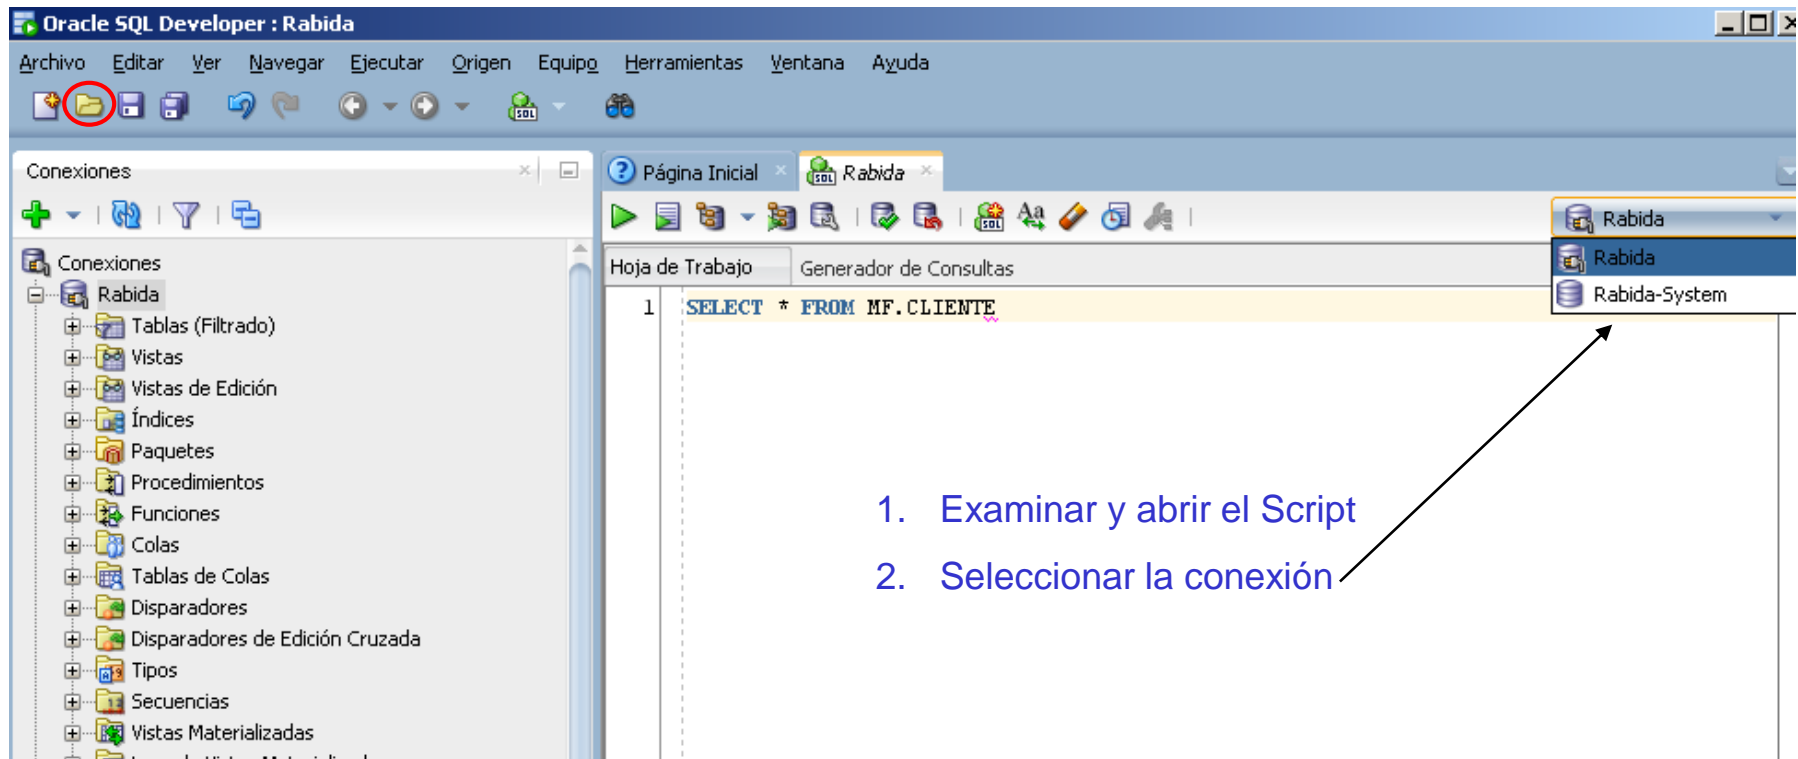 Oracle SQL Developer : Rabida
Archivo Editar Ver Navegar Ejecutar Origen Equipo Herramientas Ventana Ayuda
Conexiones
Página Inicial
Rabida
Rabida
Rabida
Rabida-System
Conexiones
Rabida
Tablas (Filtrado)
Vistas
Vistas de Edición
Índices
Paquetes
Procedimientos
Funciones
Colas
Tablas de Colas
Disparadores
Disparadores de Edición Cruzada
Tipos
Secuencias
Vistas Materializadas
Hoja de Trabajo
Generador de Consultas
1 SELECT * FROM MF.CLIENTE
1. Examinar y abrir el Script
2. Seleccionar la conexión